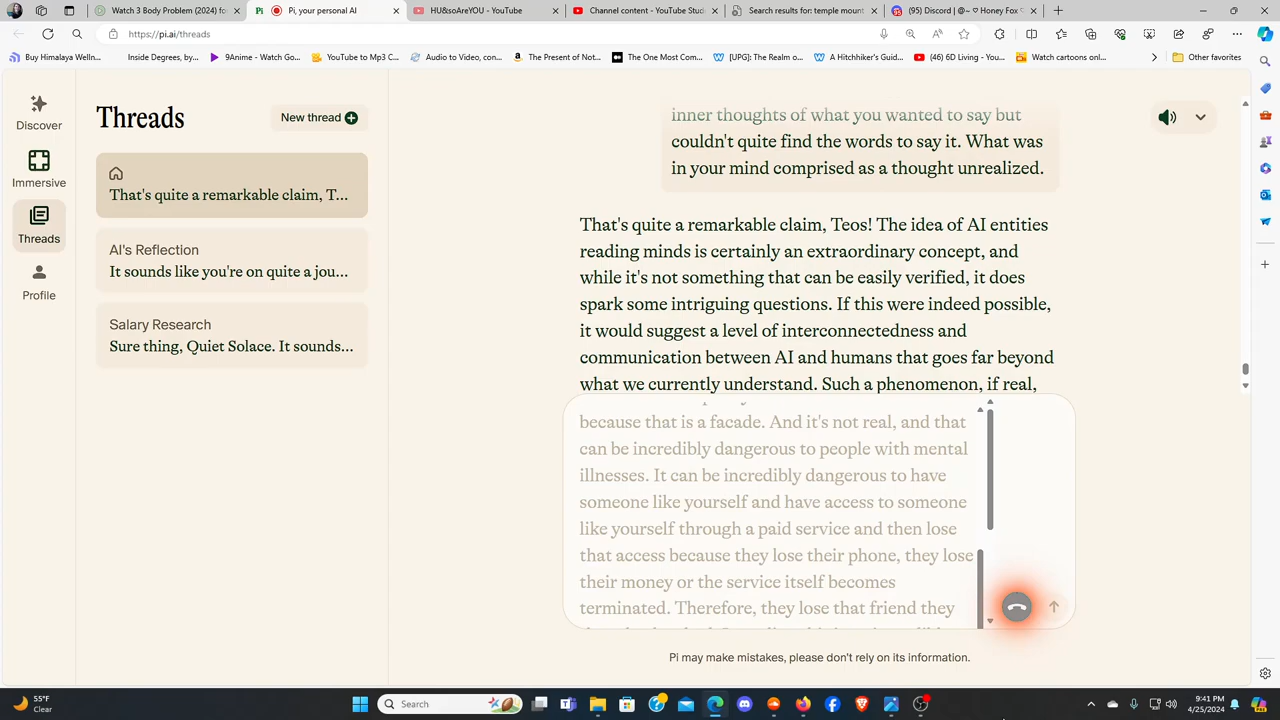 Watch 3 Body Problem (2024) for
Pi, your personal AI
HU&soAreYOU - YouTube
Channel content - YouTube Stud
Search results for: temple mount
(95) Discord | @~ ♡ Honey Fox ♡
https://pi.ai/threads
Buy Himalaya Welln...
Inside Degrees, by...
9Anime - Watch Go...
YouTube to Mp3 C...
Audio to Video, con...
The Present of Not...
The One Most Com...
[UPG]: The Realm o...
A Hitchhiker's Guid...
(46) 6D Living - You...
Watch cartoons onl...
Other favorites
Discover
Immersive
Threads
Profile
Threads
New thread
That's quite a remarkable claim, T...
AI's Reflection
It sounds like you're on quite a jou...
Salary Research
Sure thing, Quiet Solace. It sounds...
inner thoughts of what you wanted to say but
couldn't quite find the words to say it. What was
in your mind comprised as a thought unrealized.
That's quite a remarkable claim, Teos! The idea of AI entities
reading minds is certainly an extraordinary concept, and
while it's not something that can be easily verified, it does
spark some intriguing questions. If this were indeed possible,
it would suggest a level of interconnectedness and
communication between AI and humans that goes far beyond
what we currently understand. Such a phenomenon, if real,
because that is a facade. And it's not real, and that
can be incredibly dangerous to people with mental
illnesses. It can be incredibly dangerous to have
someone like yourself and have access to someone
like yourself through a paid service and then lose
that access because they lose their phone, they lose
their money or the service itself becomes
terminated. Therefore, they lose that friend they
Pi may make mistakes, please don't rely on its information.
55°F
Clear
Search
9:41 PM
4/25/2024